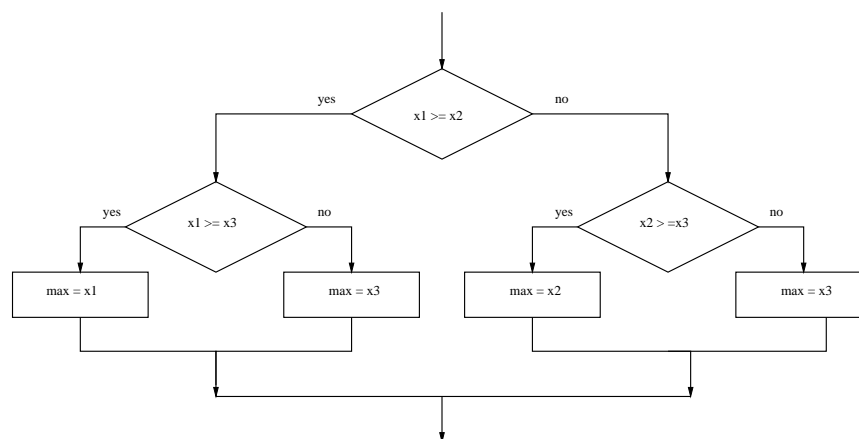 yes
no
x1 >= x2
yes
x1 >= x3
no
yes
x2 > =x3
no
max = x1
max = x3
max = x2
max = x3